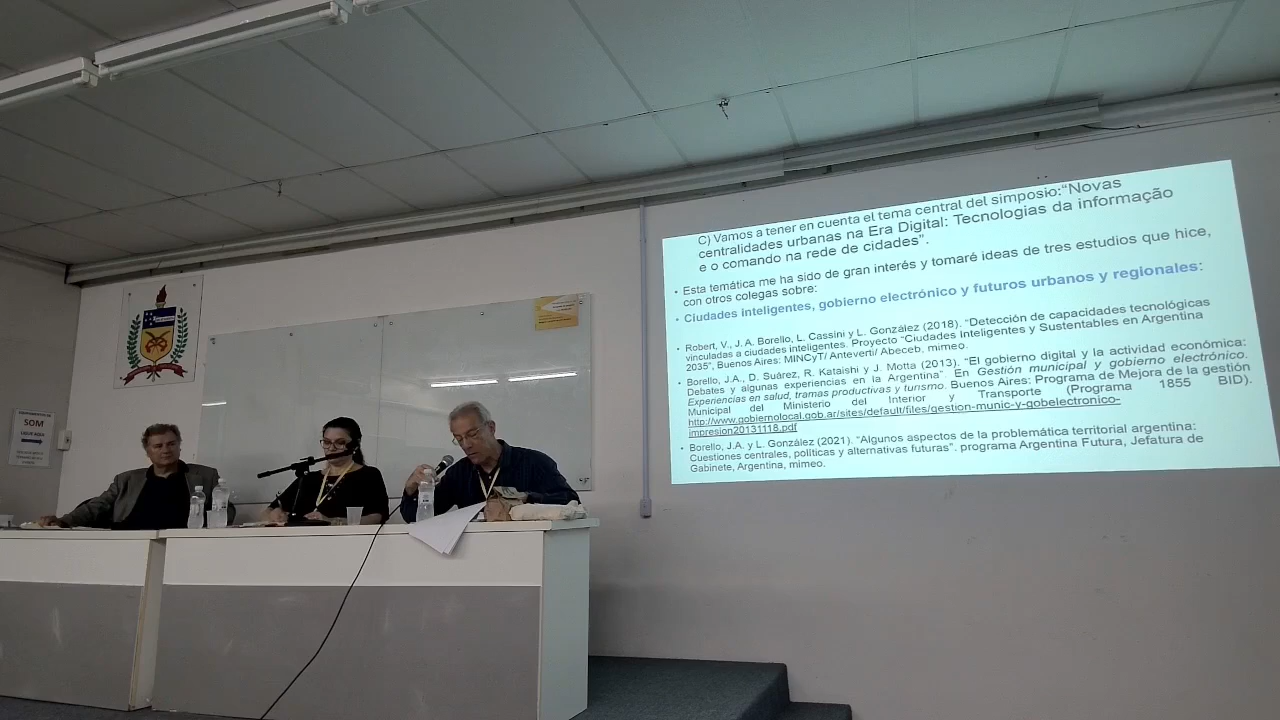 C) Vamos a tener en cuenta el tema central del simposio:“Novas
centralidades urbanas na Era Digital: Tecnologias da informação
e o comando na rede de cidades”.
• Esta temática me ha sido de gran interés y tomaré ideas de tres estudios que hice,
con otros colegas sobre:
• Ciudades inteligentes, gobierno electrónico y futuros urbanos y regionales:
• Robert, V., J. A. Borello, L. Cassini y L. González (2018). “Detección de capacidades tecnológicas
vinculadas a ciudades inteligentes. Proyecto “Ciudades Inteligentes y Sustentables en Argentina
2035”, Buenos Aires: MINCyT/ Anteverti/ Abeceb, mimeo.
• Borello, J.A., D. Suárez, R. Kataishi y J. Motta (2013). “El gobierno digital y la actividad económica:
Debates y algunas experiencias en la Argentina” En Gestión municipal y gobierno electrónico.
Experiencias en salud, tramas productivas y turismo. Buenos Aires: Programa de Mejora de la gestión
Municipal del Ministerio del Interior y Transporte (Programa 1855 BID).
http://www.gobiernolocal.gob.ar/sites/default/files/gestion-munic-y-gobelectronico-
impresion20131118.pdf
• Borello, J.A. y L. González (2021). “Algunos aspectos de la problemática territorial argentina:
Cuestiones centrales, políticas y alternativas futuras”. programa Argentina Futura, Jefatura de
Gabinete, Argentina, mimeo.
SOM